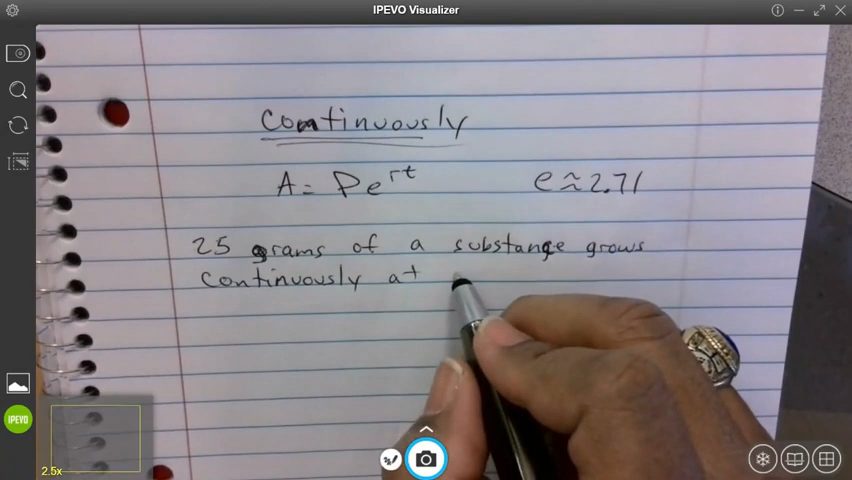 IPEVO Visualizer
Continuously
A = Pe^rt e ≈ 2.71
25 grams of a substance grows
continuously at
IPEVO
2.5x